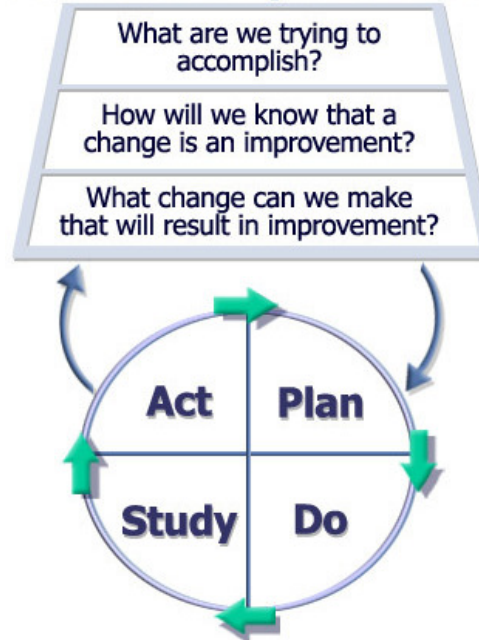 What are we trying to
accomplish?
How will we know that a
change is an improvement?
What change can we make
that will result in improvement?
Act
Plan
Study
Do